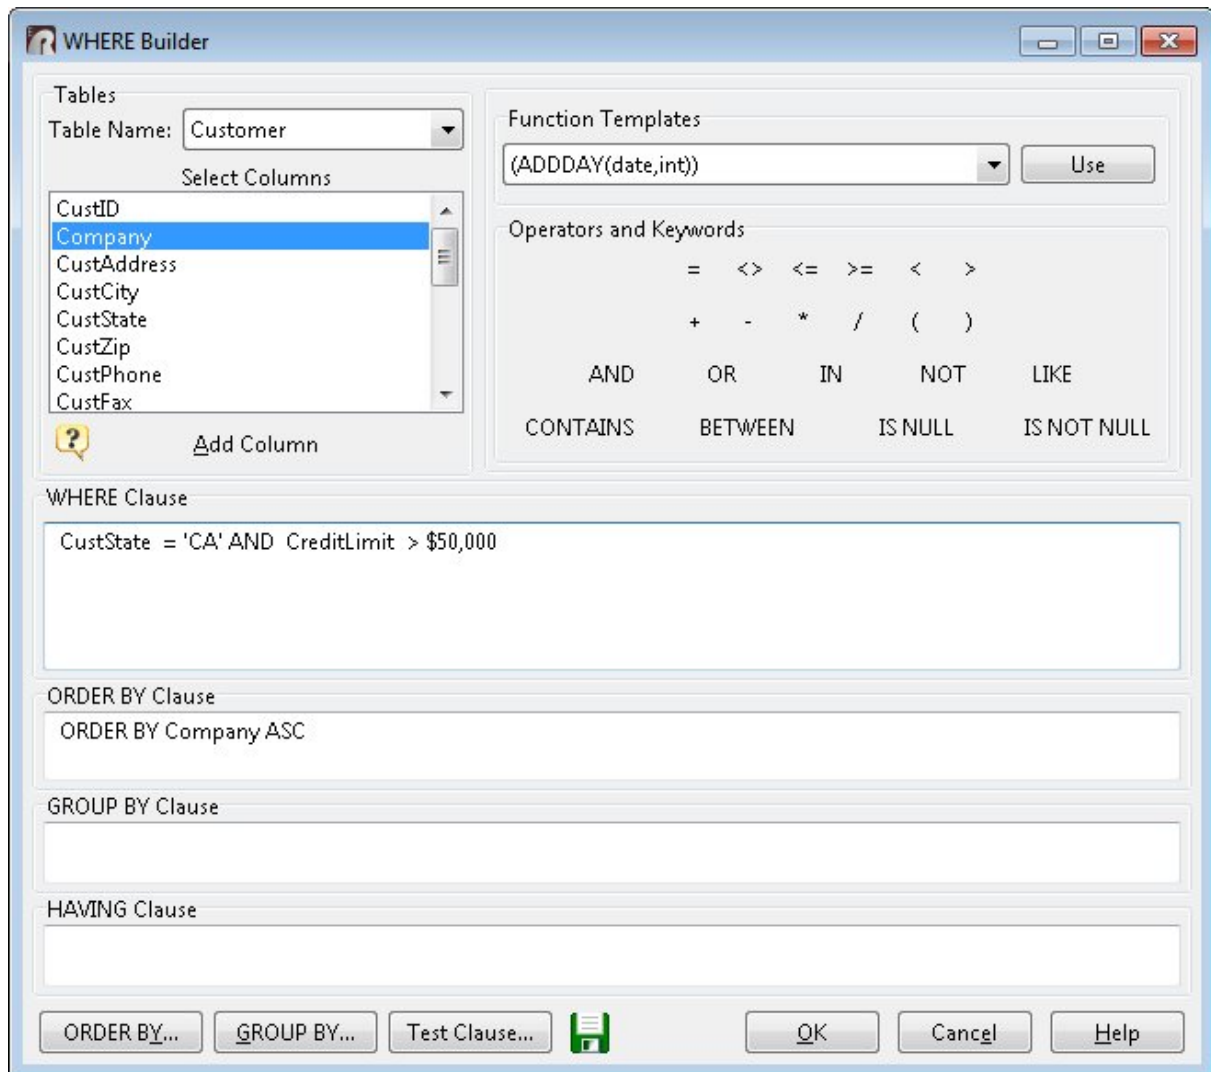 WHERE Builder
Tables
Table Name: Customer
Select Columns
CustID
Company
CustAddress
CustCity
CustState
CustZip
CustPhone
CustFax
Add Column
Function Templates
(ADDDAY(date,int)) Use
Operators and Keywords
= <> <= >= < >
+ - * / ( )
AND OR IN NOT LIKE
CONTAINS BETWEEN IS NULL IS NOT NULL
WHERE Clause
CustState = 'CA' AND CreditLimit > $50,000
ORDER BY Clause
ORDER BY Company ASC
GROUP BY Clause
HAVING Clause
ORDER BY... GROUP BY... Test Clause... OK Cancel Help